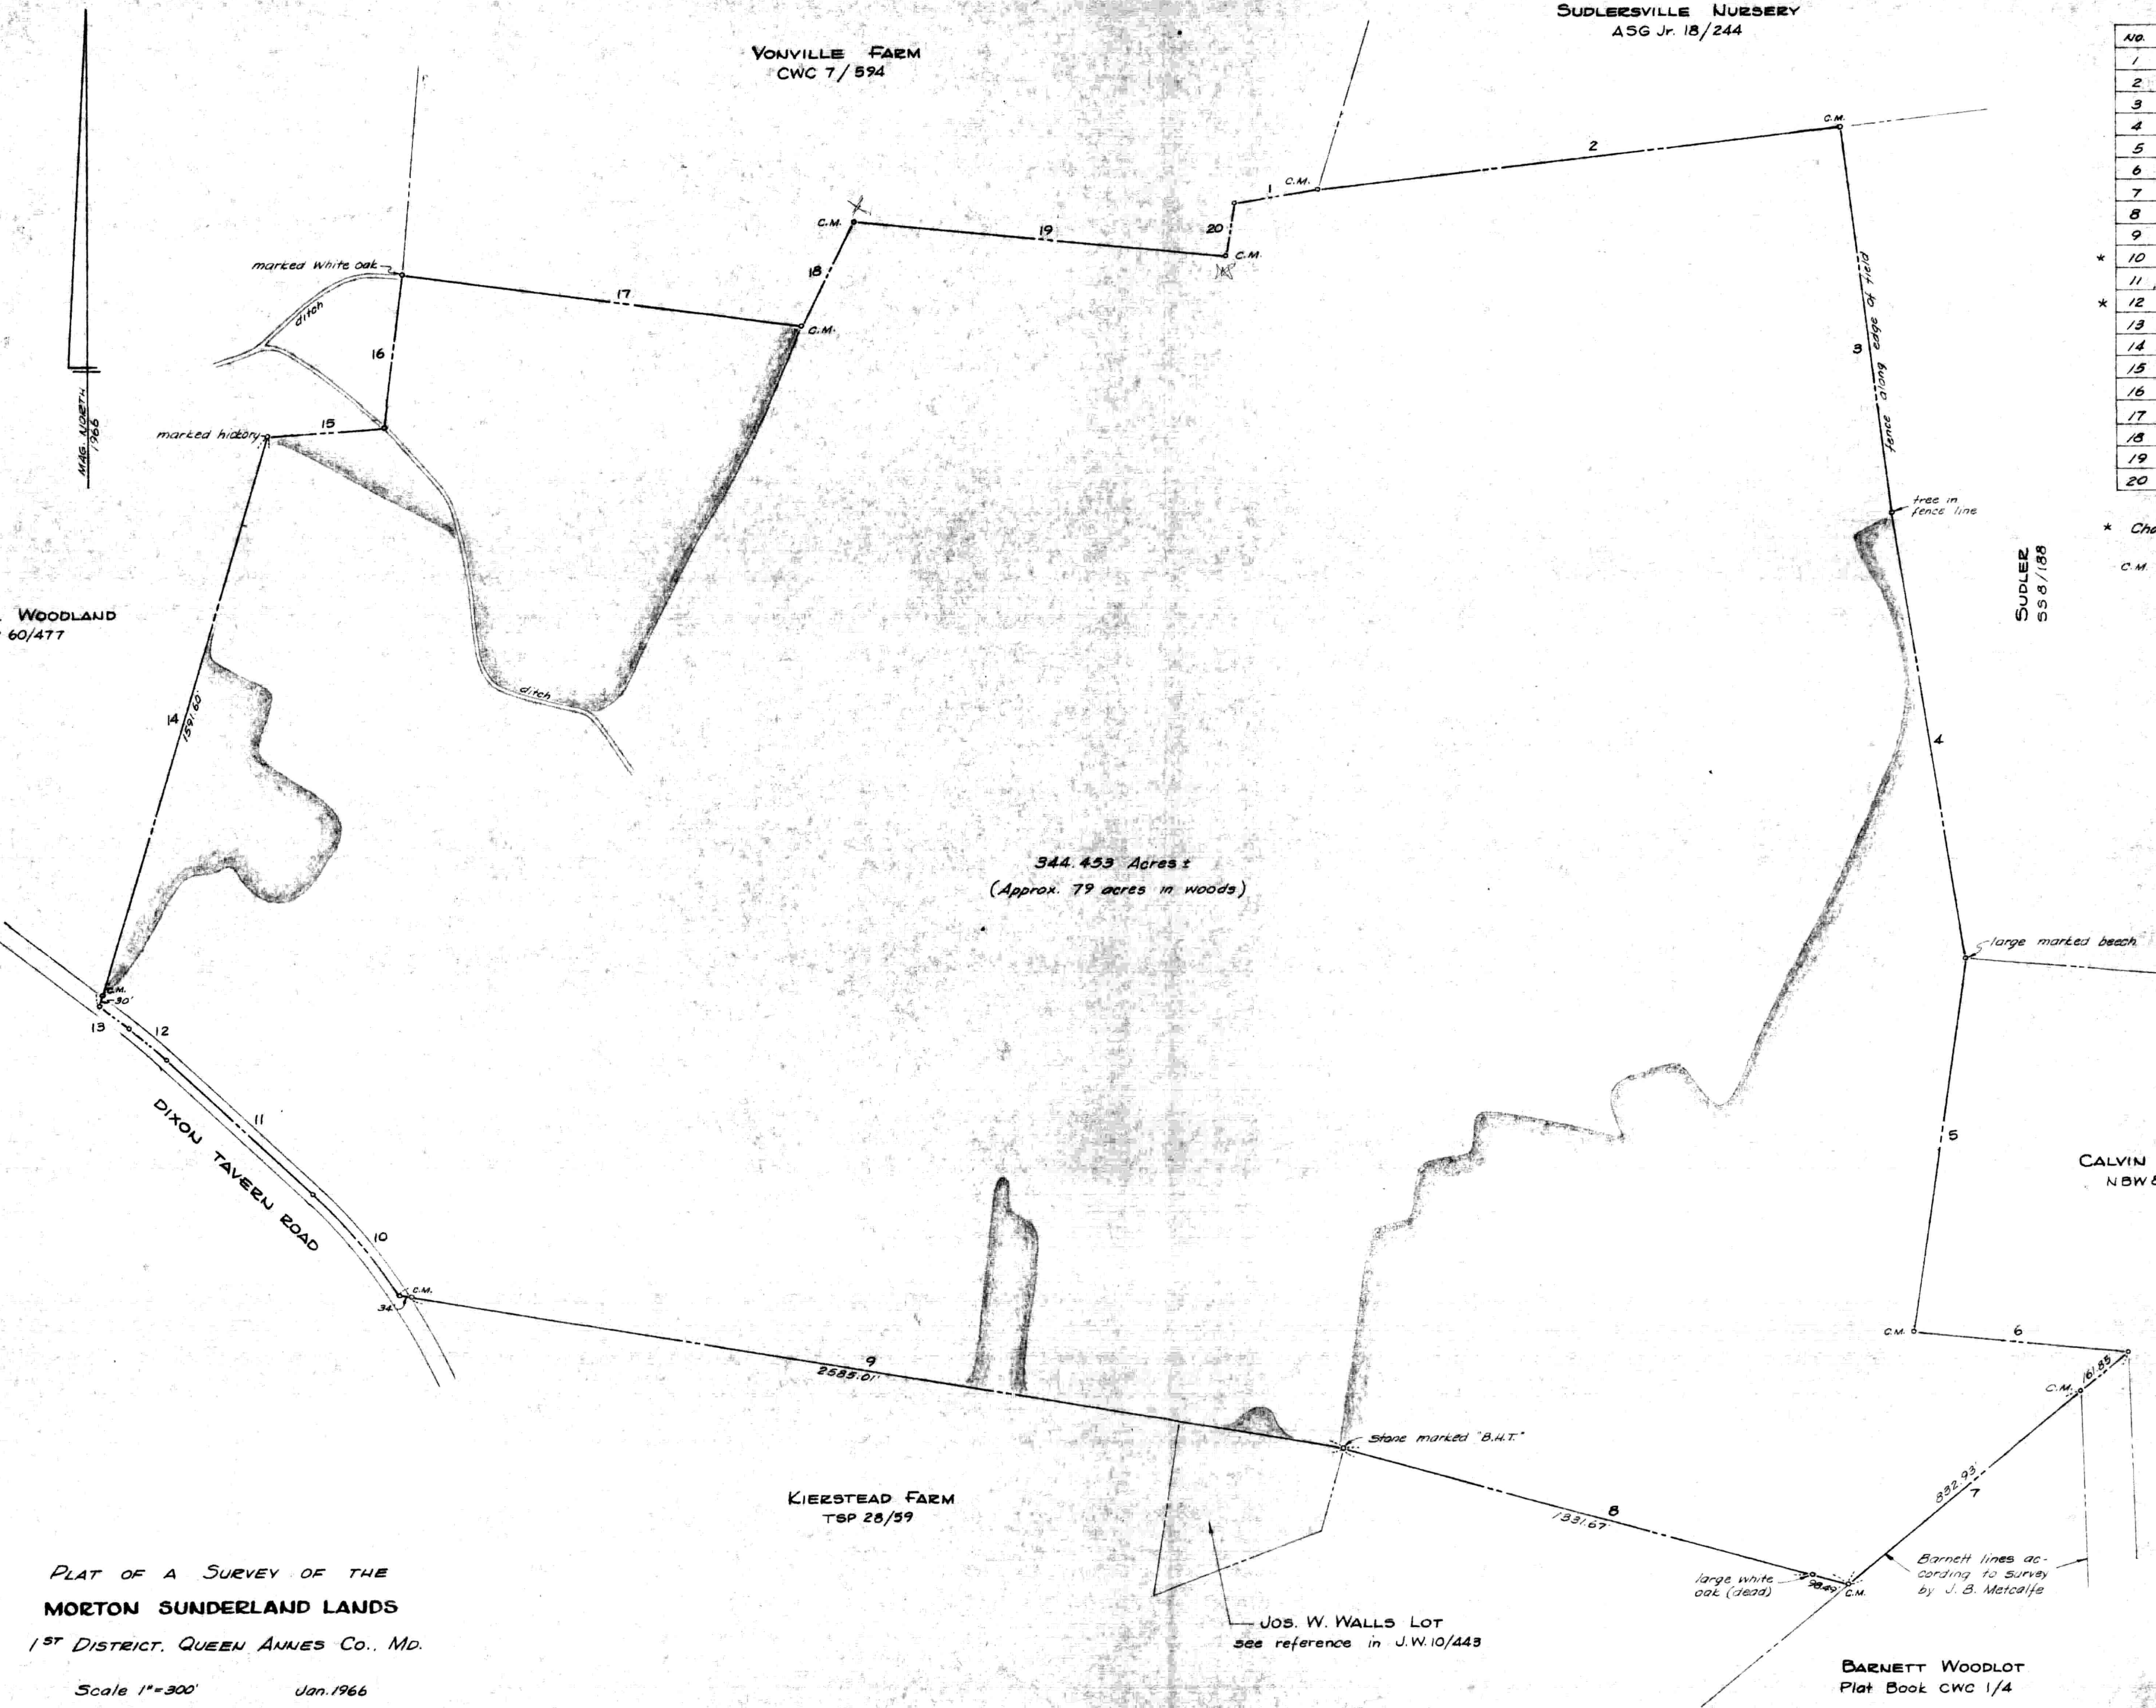 SUDLERSVILLE NURSERY
ASG Jr. 18/244
VONVILLE FARM
CWC 7/594
NO.
1
2
3
4
5
6
7
8
9
* 10
11
* 12
13
14
15
16
17
18
19
20
C.M.
C.M.
C.M.
C.M.
C.M.
1
2
20
19
18
17
16
15
marked white oak
ditch
marked hickory
MAG. NORTH
1966
3
fence along edge of field
tree in
fence line
SUDLER
SS 8/188
C.M.
WOODLAND
60/477
14
1591.60'
ditch
4
344.453 Acres ±
(Approx. 79 acres in woods)
large marked beech
C.M.
30'
13
12
11
10
DIXON TAVERN ROAD
5
CALVIN
NBW
C.M.
34'
C.M.
6
9
2585.01'
C.M.
161.85
Stone marked "B.H.T."
832.93'
7
8
1331.67'
KIERSTEAD FARM
TSP 28/59
large white
oak (dead)
98.49'
C.M.
Barnett lines ac-
cording to survey
by J. B. Metcalfe
JOS. W. WALLS LOT
see reference in J.W. 10/443
BARNETT WOODLOT
Plat Book CWC 1/4
PLAT OF A SURVEY OF THE
MORTON SUNDERLAND LANDS
1ST DISTRICT, QUEEN ANNES CO., MD.
Scale 1"=300' Jan. 1966